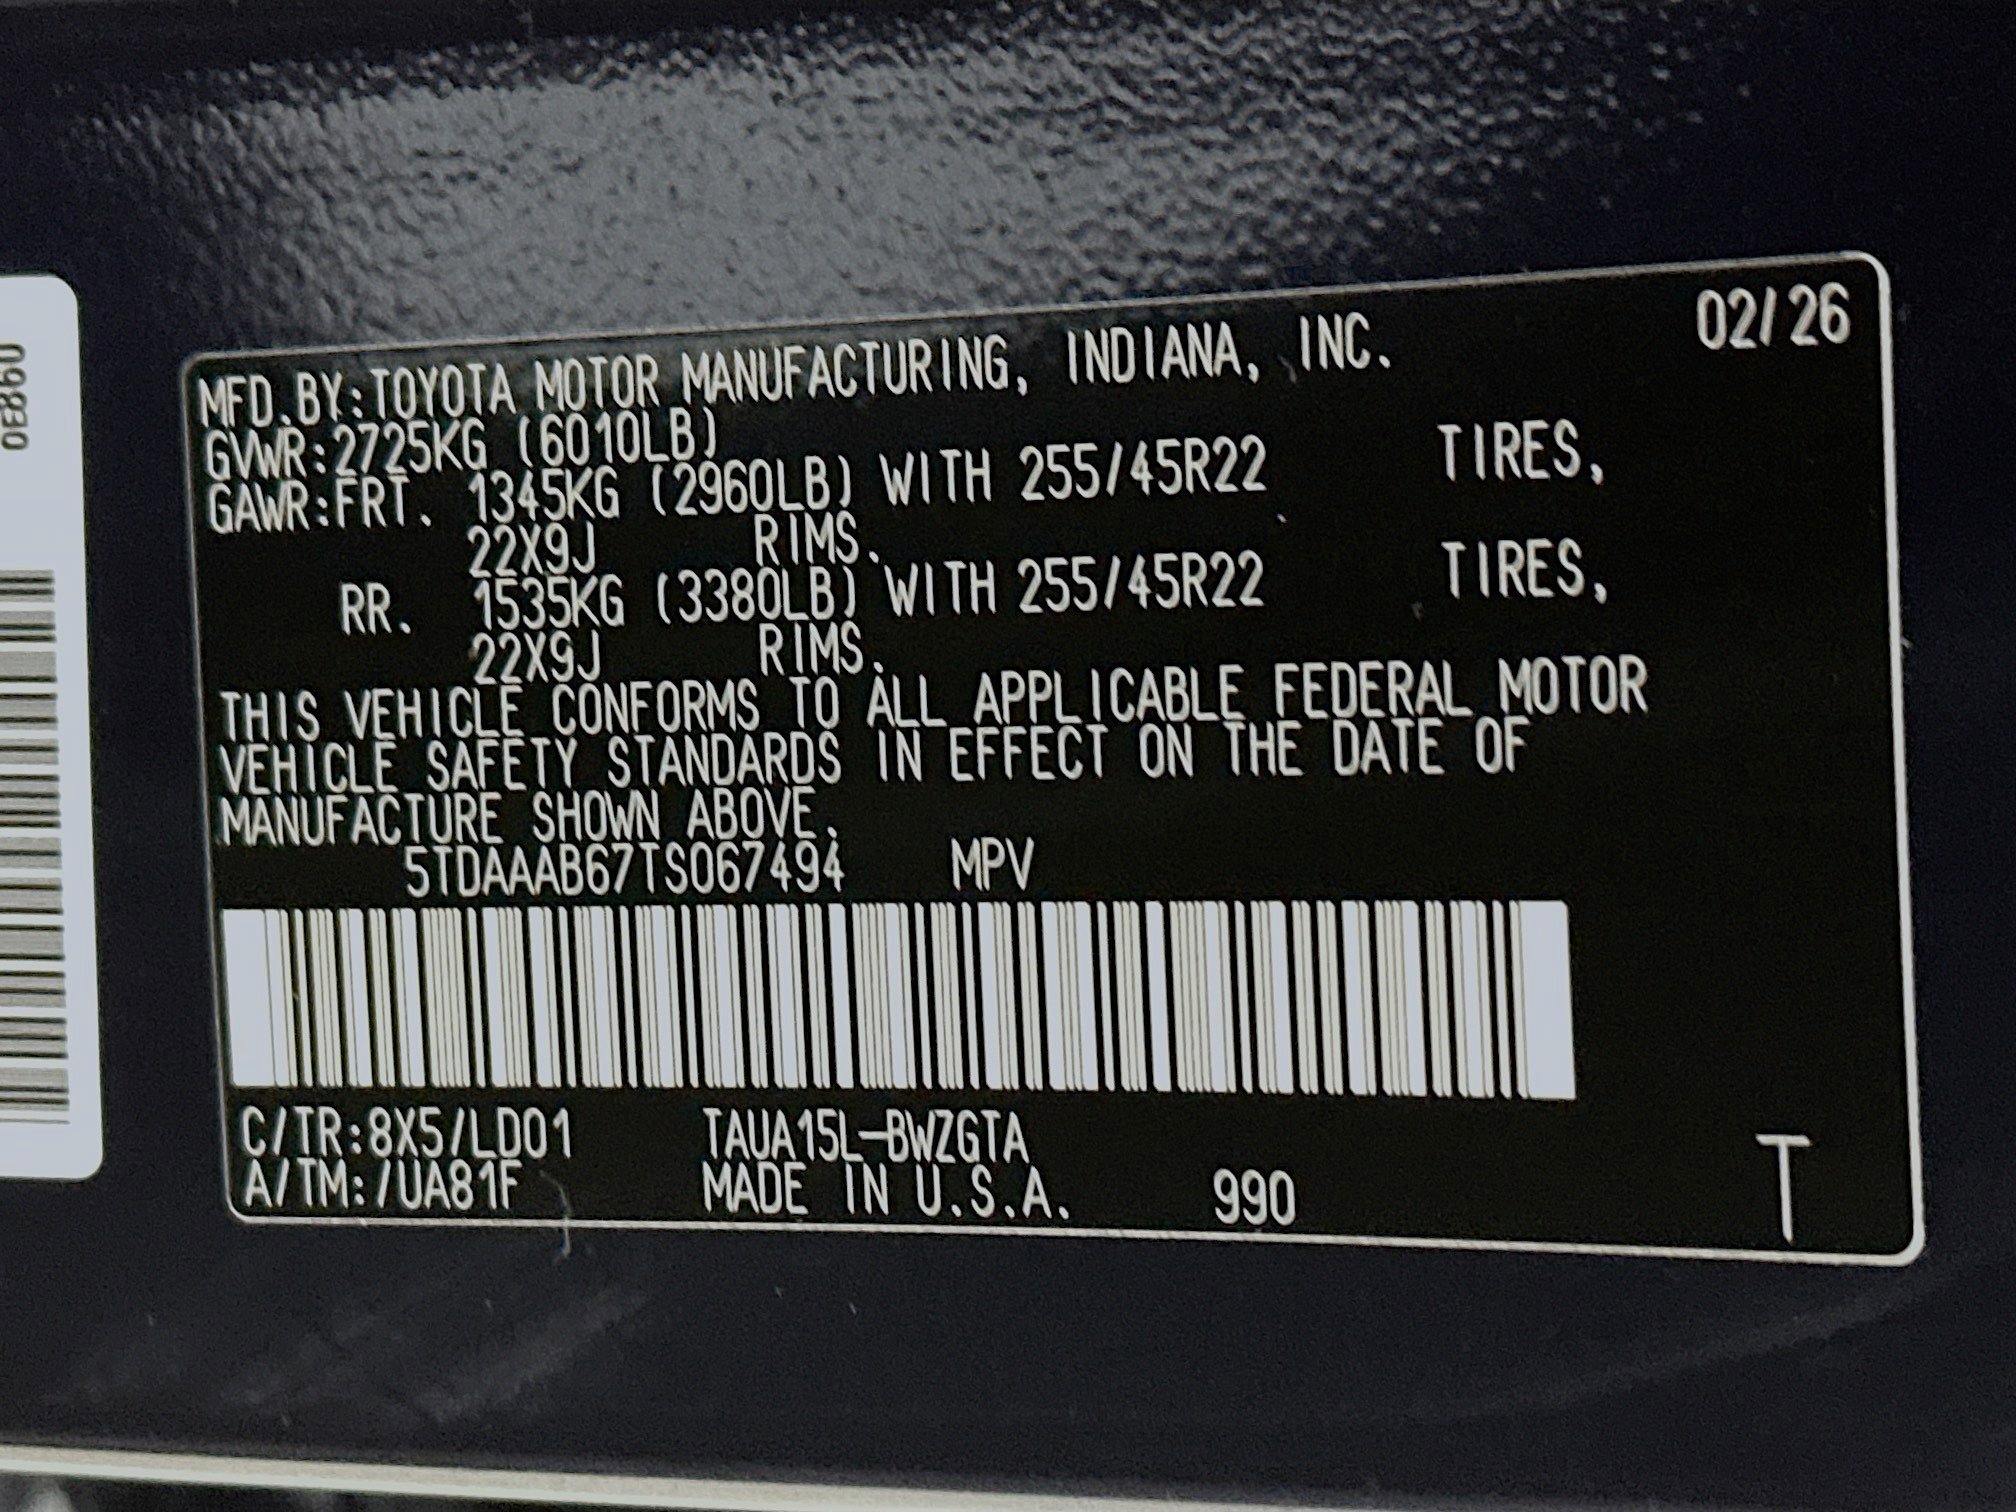 02/26
MFD.BY:TOYOTA MOTOR MANUFACTURING, INDIANA, INC.
GVWR:2725KG (6010LB)
GAWR:FRT. 1345KG (2960LB) WITH 255/45R22 TIRES,
22X9J RIMS.
RR. 1535KG (3380LB) WITH 255/45R22 TIRES,
22X9J RIMS.
THIS VEHICLE CONFORMS TO ALL APPLICABLE FEDERAL MOTOR
VEHICLE SAFETY STANDARDS IN EFFECT ON THE DATE OF
MANUFACTURE SHOWN ABOVE.
5TDAAAB67TS067494 MPV
C/TR:8X5/LD01 TAUA15L-BWZGTA
A/TM:/UA81F MADE IN U.S.A. 990
T